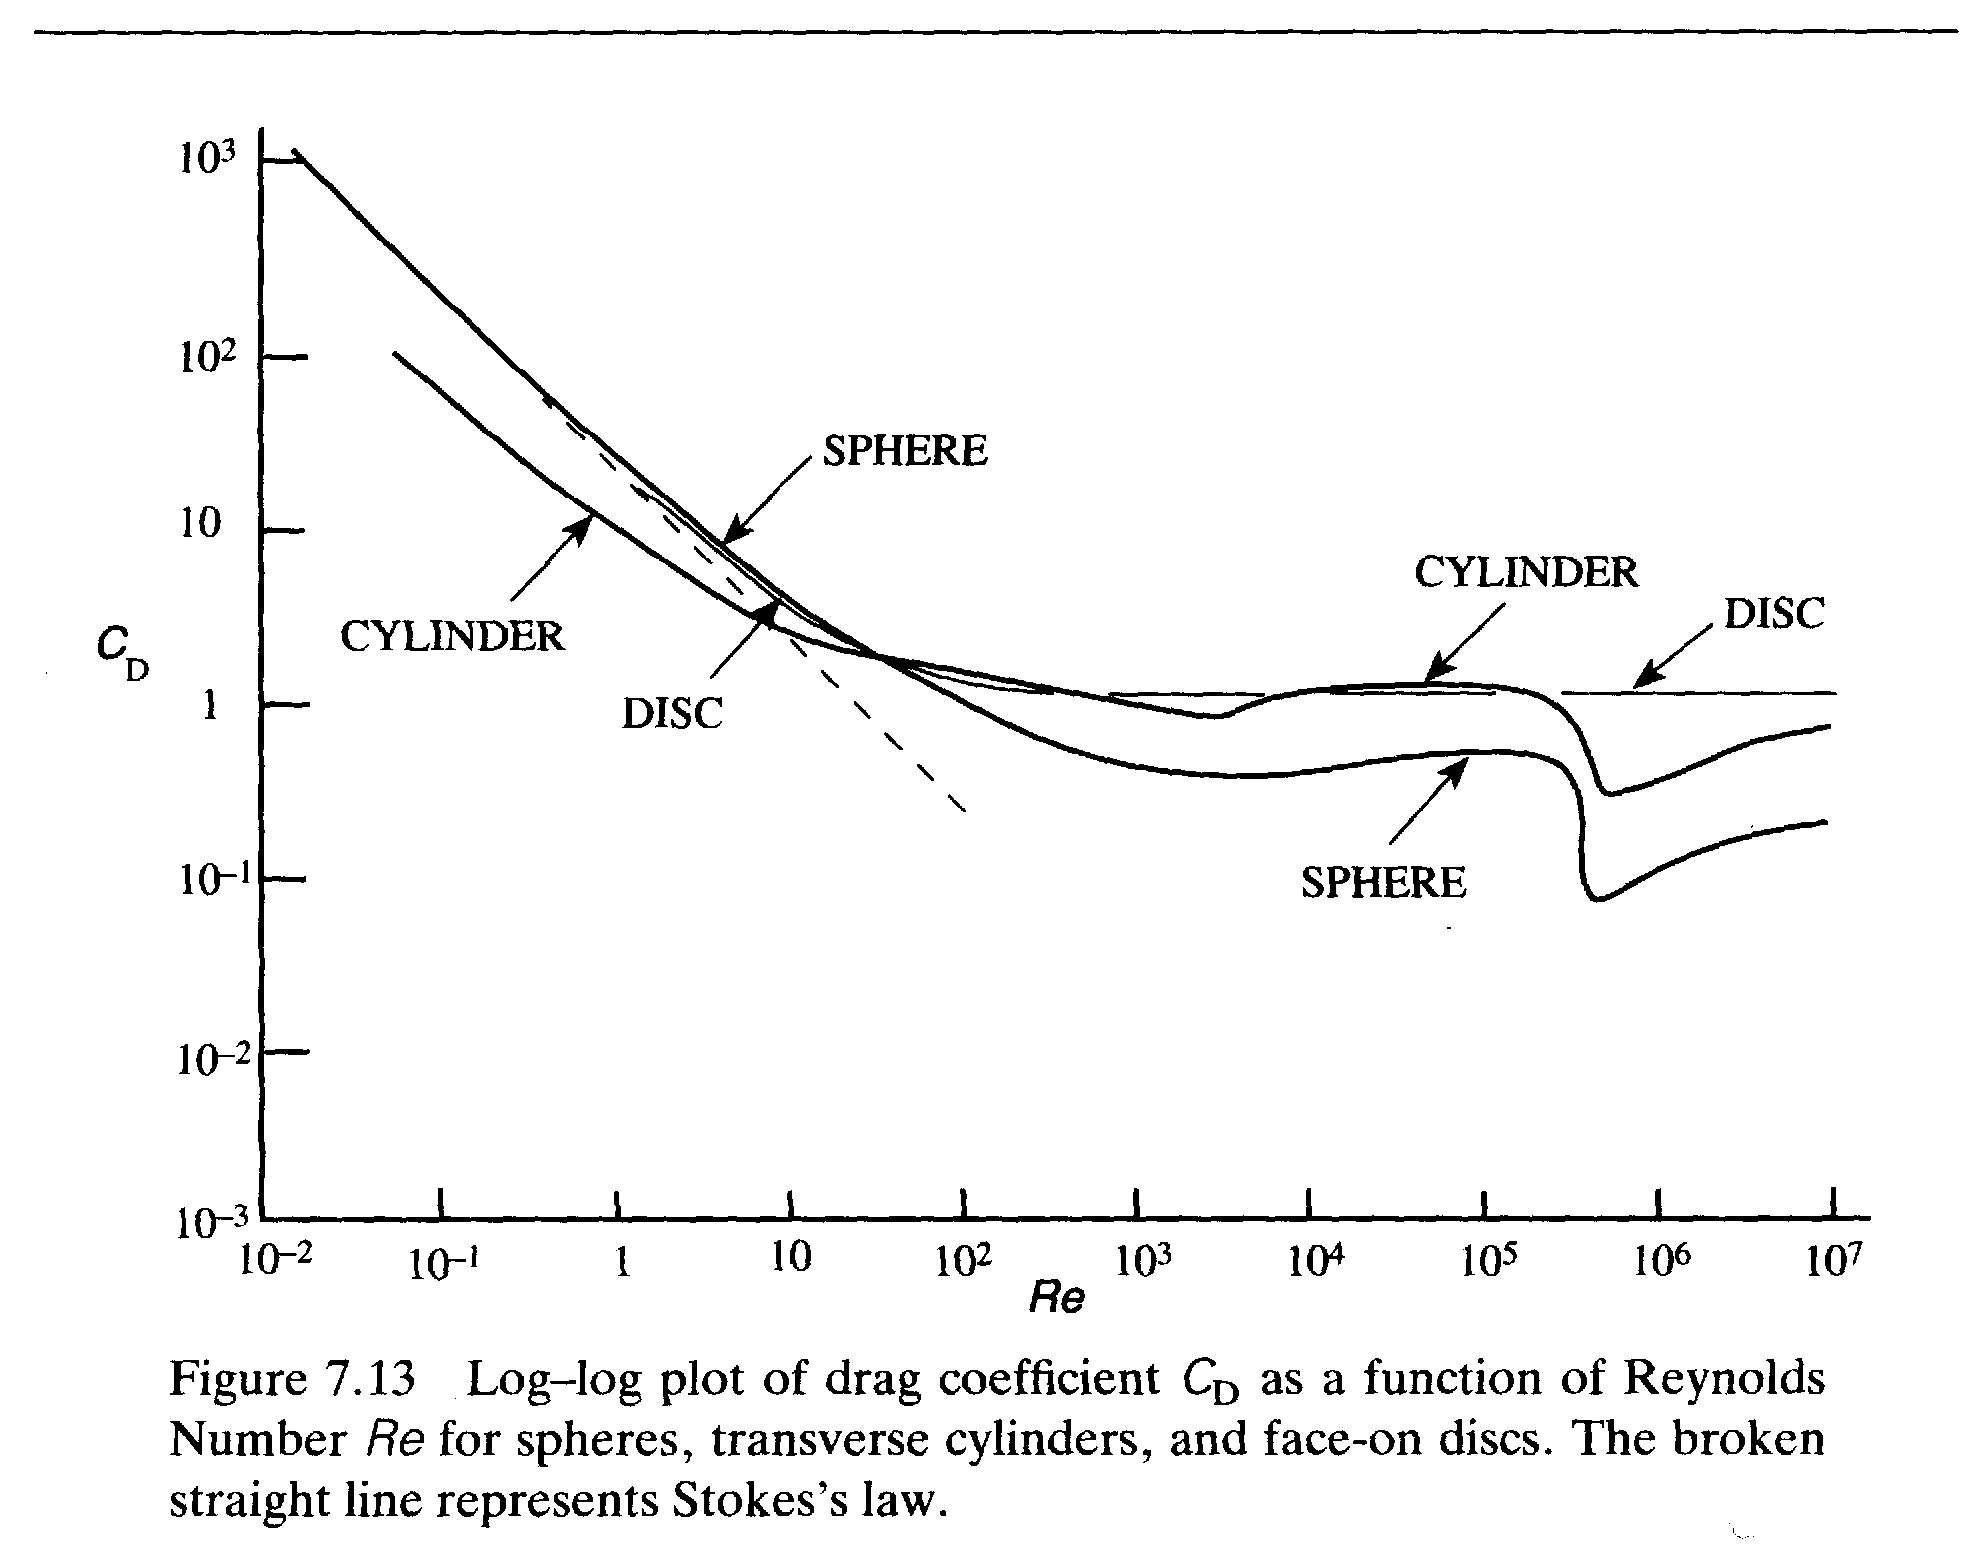 10³
10²
SPHERE
10
CYLINDER
DISC
CYLINDER
C_D
DISC
1
10⁻¹
SPHERE
10⁻²
10⁻³
10⁻² 10⁻¹ 1 10 10² 10³ 10⁴ 10⁵ 10⁶ 10⁷
Re
Figure 7.13 Log–log plot of drag coefficient C_D as a function of Reynolds
Number Re for spheres, transverse cylinders, and face-on discs. The broken
straight line represents Stokes's law.